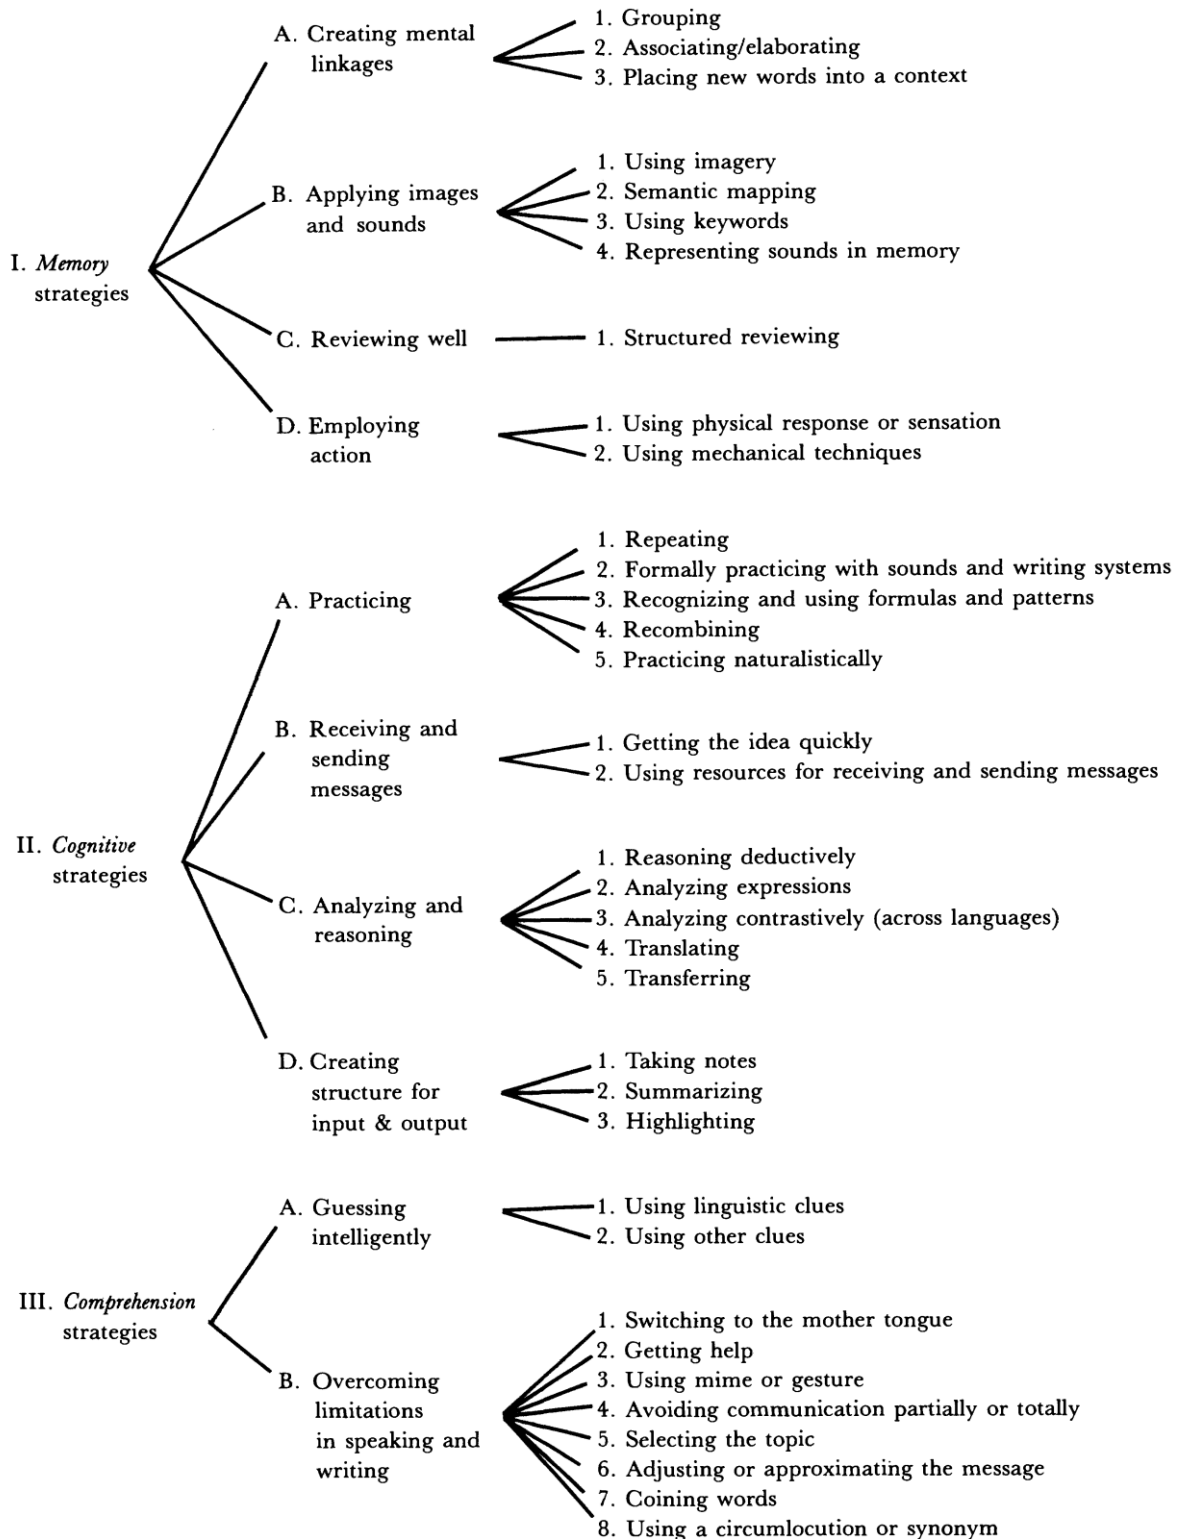 A. Creating mental
linkages
1. Grouping
2. Associating/elaborating
3. Placing new words into a context
B. Applying images
and sounds
1. Using imagery
2. Semantic mapping
3. Using keywords
4. Representing sounds in memory
I. Memory
strategies
C. Reviewing well
1. Structured reviewing
D. Employing
action
1. Using physical response or sensation
2. Using mechanical techniques
A. Practicing
1. Repeating
2. Formally practicing with sounds and writing systems
3. Recognizing and using formulas and patterns
4. Recombining
5. Practicing naturalistically
B. Receiving and
sending
messages
1. Getting the idea quickly
2. Using resources for receiving and sending messages
II. Cognitive
strategies
C. Analyzing and
reasoning
1. Reasoning deductively
2. Analyzing expressions
3. Analyzing contrastively (across languages)
4. Translating
5. Transferring
D. Creating
structure for
input & output
1. Taking notes
2. Summarizing
3. Highlighting
A. Guessing
intelligently
1. Using linguistic clues
2. Using other clues
III. Comprehension
strategies
B. Overcoming
limitations
in speaking and
writing
1. Switching to the mother tongue
2. Getting help
3. Using mime or gesture
4. Avoiding communication partially or totally
5. Selecting the topic
6. Adjusting or approximating the message
7. Coining words
8. Using a circumlocution or synonym